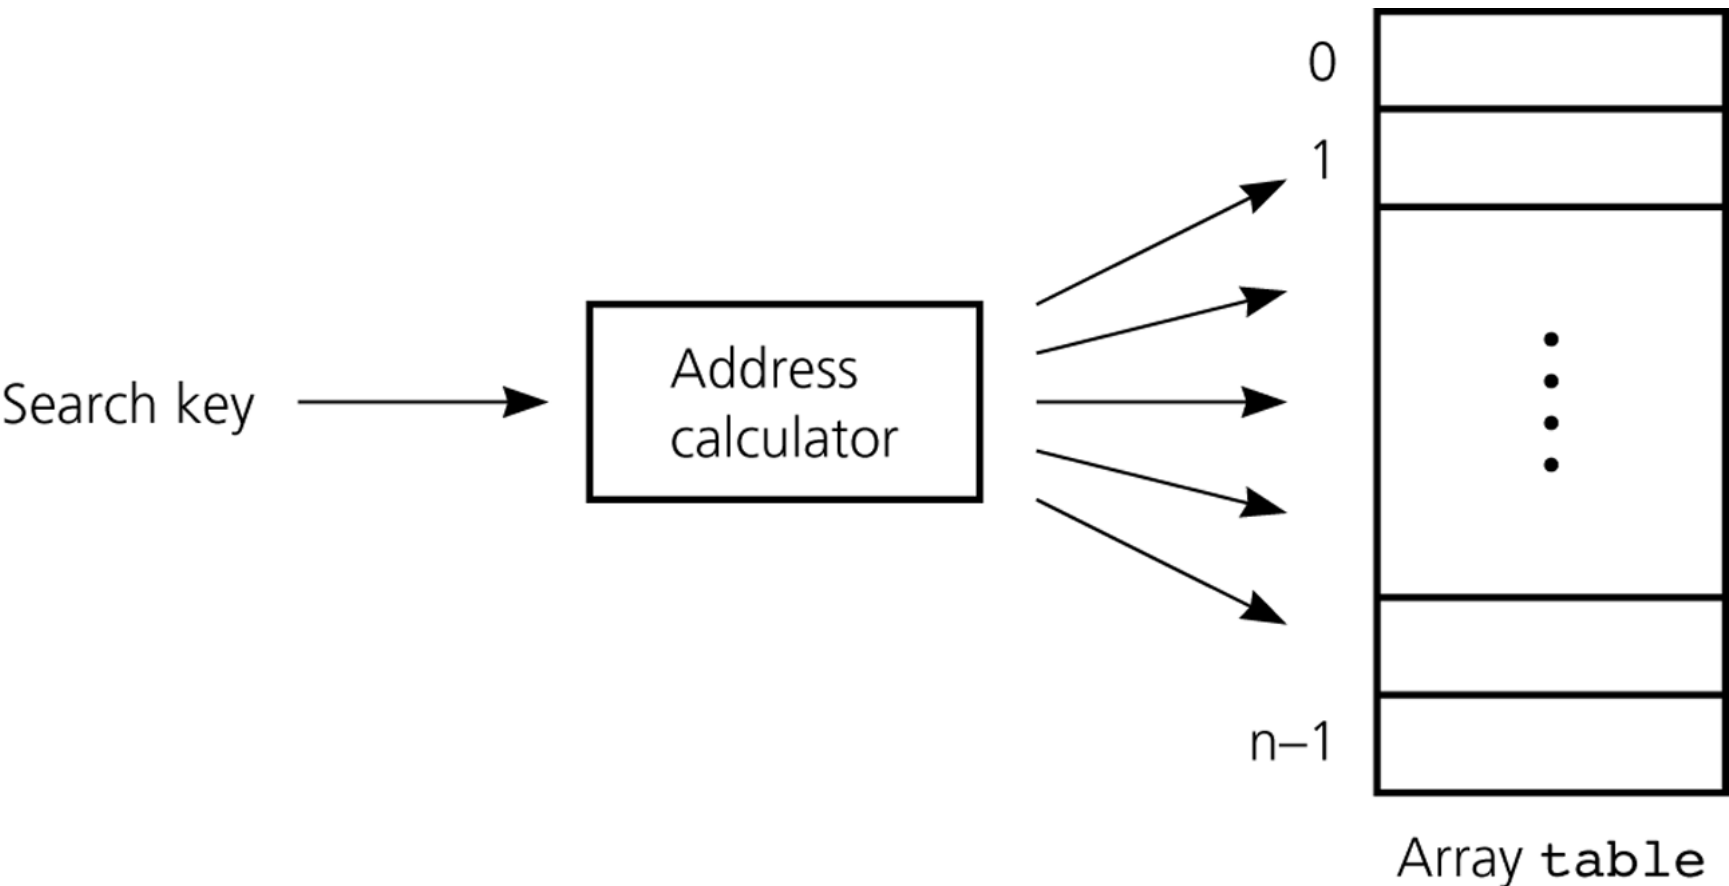 0
1
Search key
Address
calculator
n–1
Array table